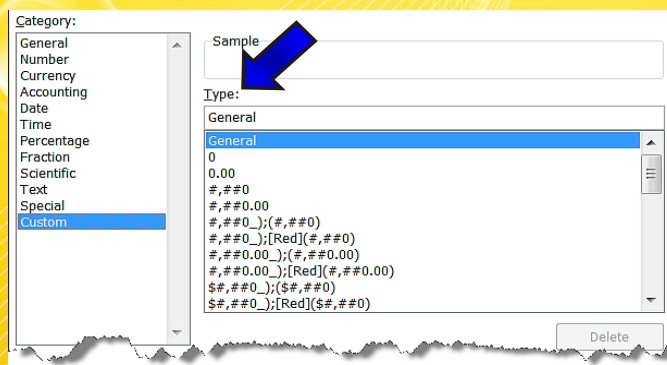 Category:
General
Number
Currency
Accounting
Date
Time
Percentage
Fraction
Scientific
Text
Special
Custom
Sample
Type:
General
General
0
0.00
#,##0
#,##0.00
#,##0_);(#,##0)
#,##0_);[Red](#,##0)
#,##0.00_);(#,##0.00)
#,##0.00_);[Red](#,##0.00)
$#,##0_);($#,##0)
$#,##0_);[Red]($#,##0)
Delete